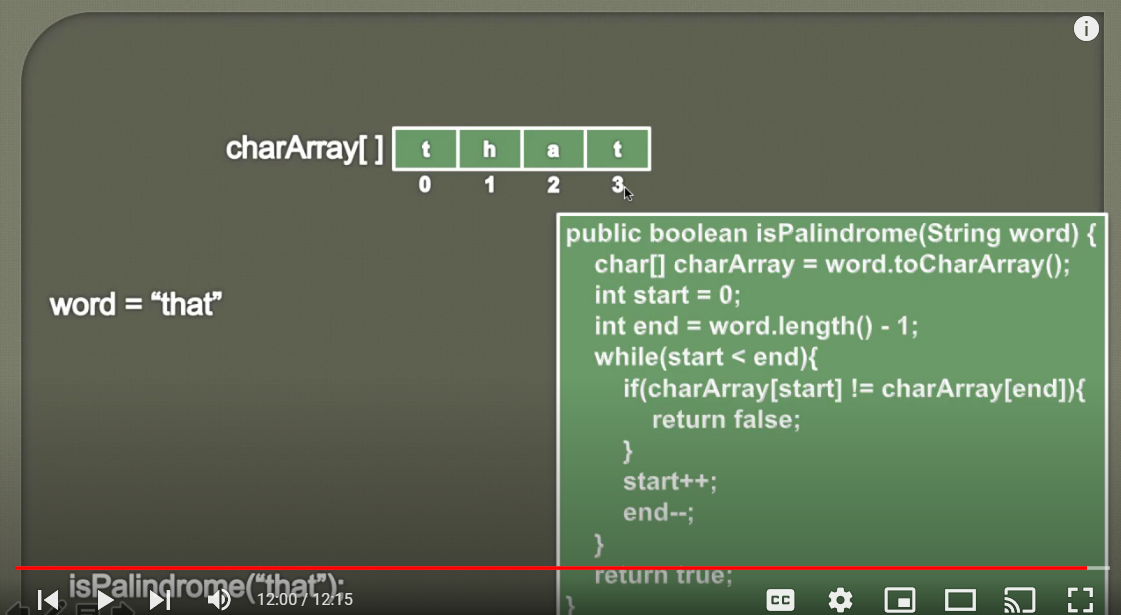 charArray[ ] t h a t
0 1 2 3
public boolean isPalindrome(String word) {
char[] charArray = word.toCharArray();
int start = 0;
word = “that”
int end = word.length() - 1;
while(start < end){
if(charArray[start] != charArray[end]){
return false;
}
start++;
end--;
}
return true;
}
isPalindrome(“that”);
12:00 / 12:15
CC
i